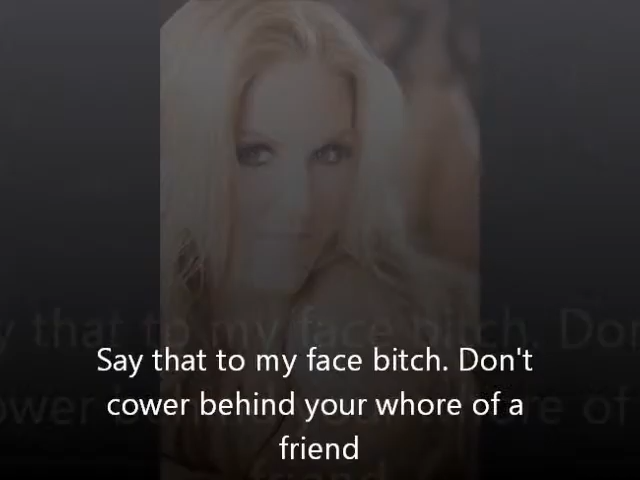 Say that to my face bitch. Don't
cower behind your whore of a
friend